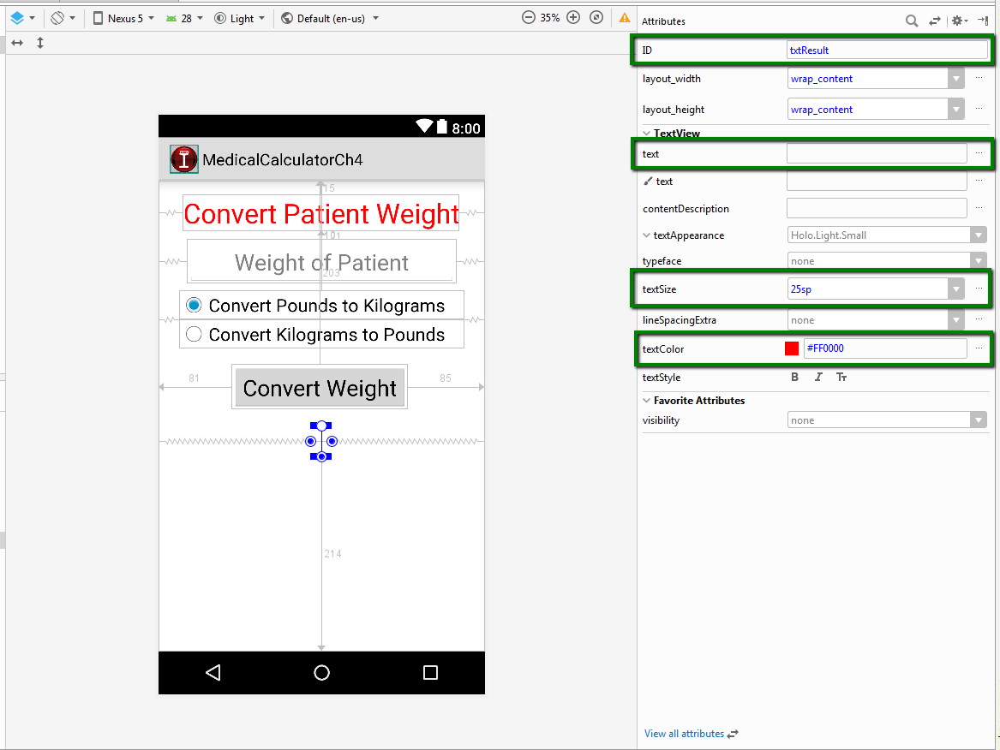 Nexus 5 28 Light Default (en-us) 35%
8:00
MedicalCalculatorCh4
15
Convert Patient Weight
101
Weight of Patient
203
Convert Pounds to Kilograms
Convert Kilograms to Pounds
81 Convert Weight 85
214
Attributes
ID txtResult
layout_width wrap_content ...
layout_height wrap_content ...
TextView
text ...
text ...
contentDescription ...
textAppearance Holo.Light.Small
typeface none
textSize 25sp ...
lineSpacingExtra none ...
textColor #FF0000 ...
textStyle B I Tt
Favorite Attributes
visibility none
View all attributes